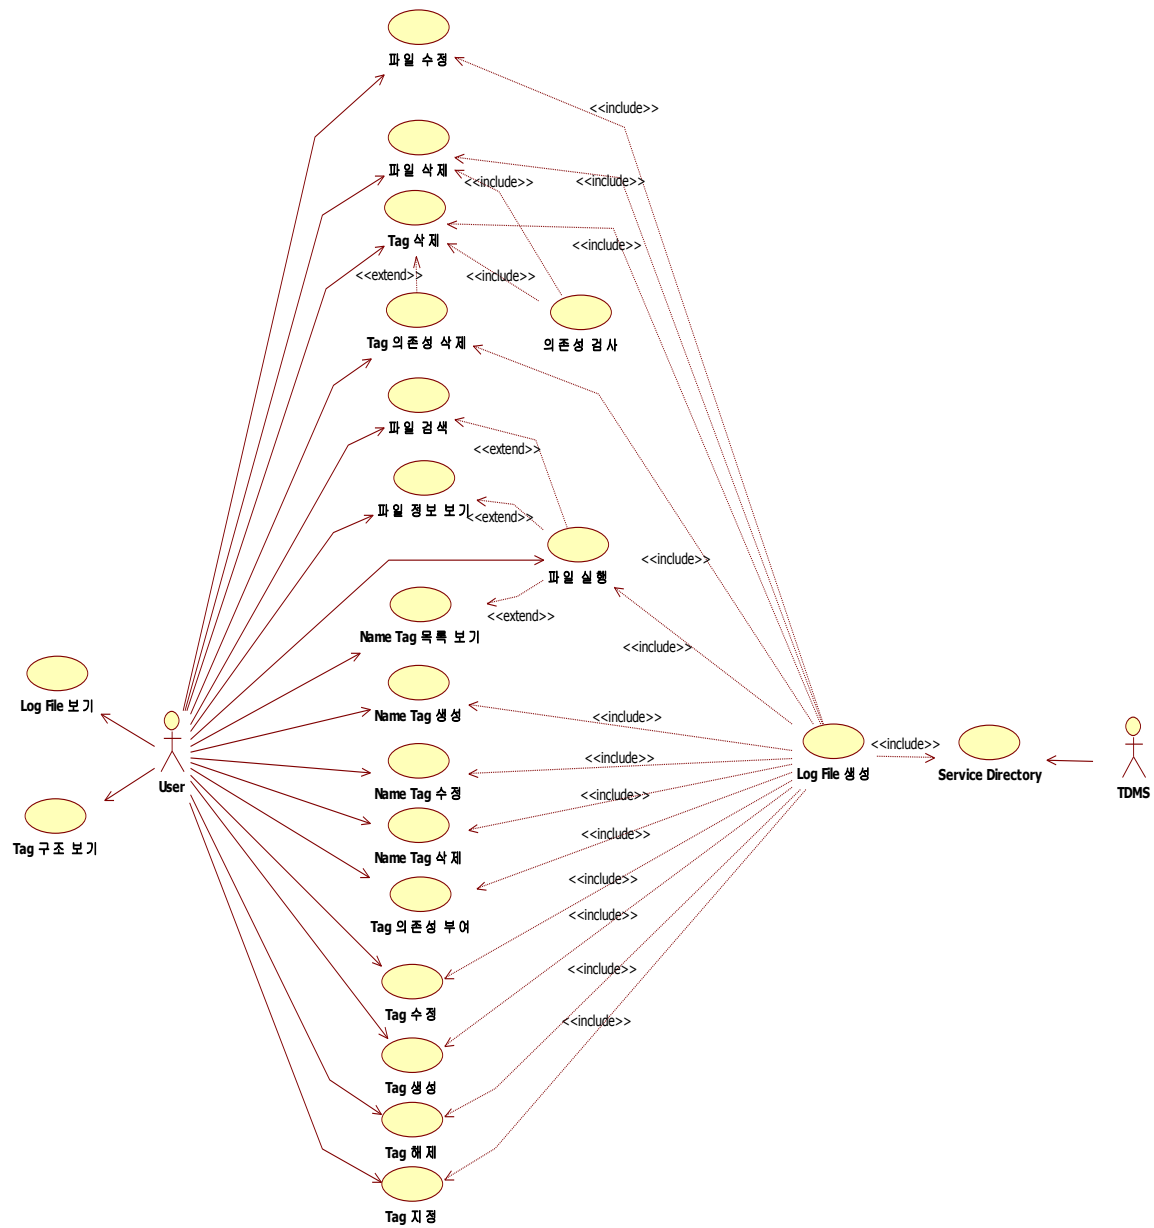 파일 수정
<<include>>
파일 삭제
<<include>>
<<include>>
Tag 삭제
<<include>>
<<extend>>
<<include>>
Tag 의존성 삭제
의존성 검사
파일 검색
<<extend>>
파일 정보 보기
<<extend>>
<<include>>
파일 실행
<<extend>>
Name Tag 목록 보기
<<include>>
Log File 보기
Name Tag 생성
<<include>>
User
<<include>>
Log File 생성
<<include>>
Service Directory
TDMS
Name Tag 수정
<<include>>
Tag 구조 보기
Name Tag 삭제
<<include>>
<<include>>
Tag 의존성 부여
<<include>>
<<include>>
Tag 수정
<<include>>
Tag 생성
Tag 해제
Tag 지정